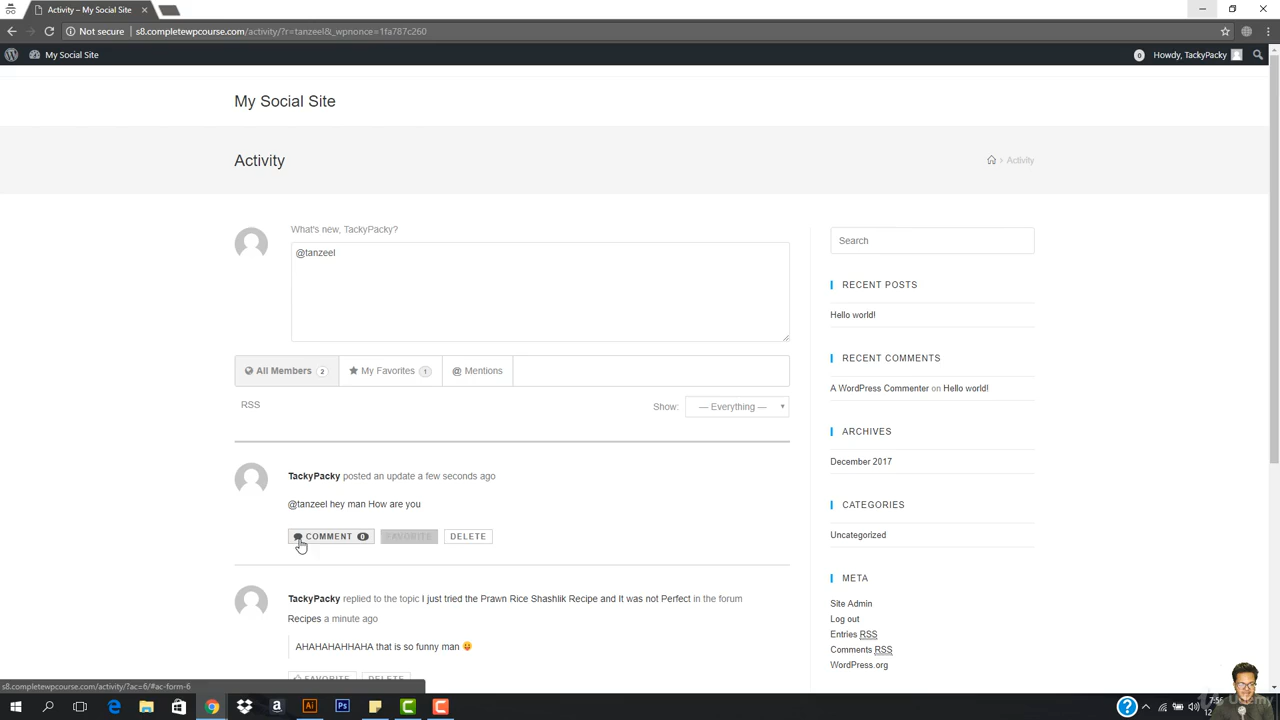 Activity – My Social Site
Not secure | s8.completewpcourse.com/activity/?r=tanzeel&_wpnonce=1fa787c260
My Social Site
0 Howdy, TackyPacky
My Social Site
Activity
Activity
What's new, TackyPacky?
@tanzeel
All Members 2
My Favorites 1
@ Mentions
RSS
Show: — Everything —
TackyPacky posted an update a few seconds ago
@tanzeel hey man How are you
COMMENT 0 FAVORITE DELETE
TackyPacky replied to the topic I just tried the Prawn Rice Shashlik Recipe and It was not Perfect in the forum
Recipes a minute ago
AHAHAHAHHAHA that is so funny man 😛
FAVORITE DELETE
Search
RECENT POSTS
Hello world!
RECENT COMMENTS
A WordPress Commenter on Hello world!
ARCHIVES
December 2017
CATEGORIES
Uncategorized
META
Site Admin
Log out
Entries RSS
Comments RSS
WordPress.org
s8.completewpcourse.com/activity/?ac=6/#ac-form-6
Udemy